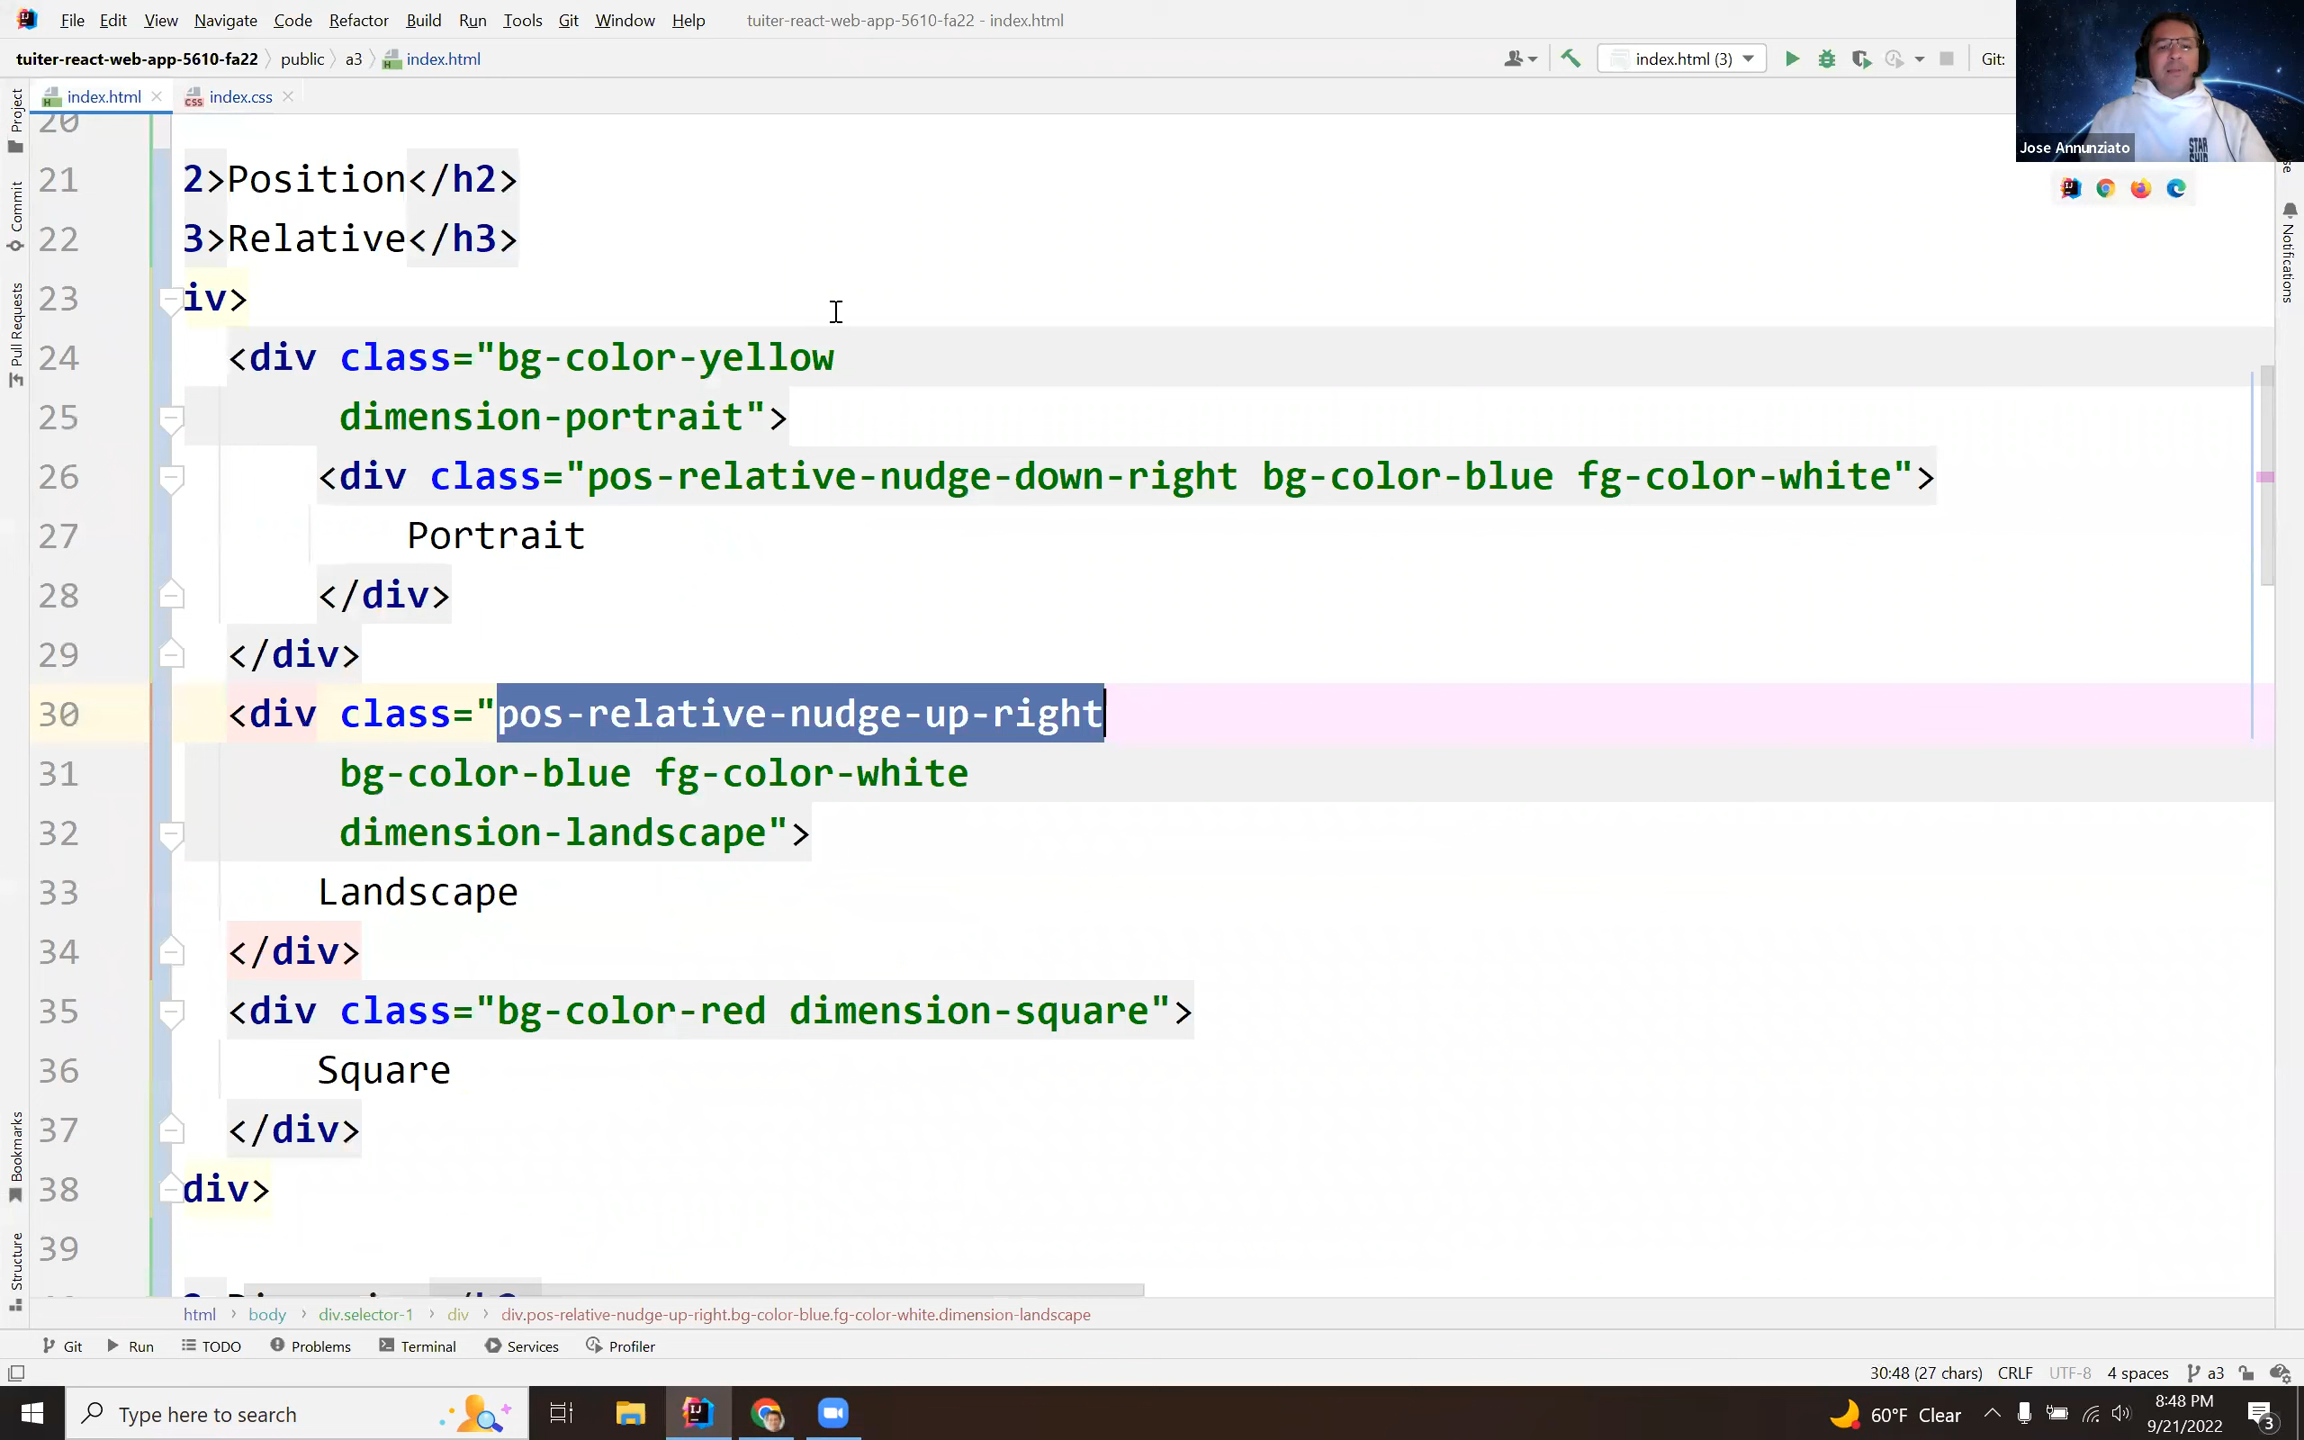 File Edit View Navigate Code Refactor Build Run Tools Git Window Help tuiter-react-web-app-5610-fa22 - index.html
tuiter-react-web-app-5610-fa22 public a3 index.html index.html (3) Git:
Jose Annunziato
index.html index.css
Project
Commit
Pull Requests
Bookmarks
Structure
Notifications
20
21 2>Position</h2>
22 3>Relative</h3>
23 iv>
24 <div class="bg-color-yellow
25 dimension-portrait">
26 <div class="pos-relative-nudge-down-right bg-color-blue fg-color-white">
27 Portrait
28 </div>
29 </div>
30 <div class="pos-relative-nudge-up-right
31 bg-color-blue fg-color-white
32 dimension-landscape">
33 Landscape
34 </div>
35 <div class="bg-color-red dimension-square">
36 Square
37 </div>
38 div>
39
html body div.selector-1 div div.pos-relative-nudge-up-right.bg-color-blue.fg-color-white.dimension-landscape
Git Run TODO Problems Terminal Services Profiler
30:48 (27 chars) CRLF UTF-8 4 spaces a3
Type here to search 60°F Clear 8:48 PM
9/21/2022 3